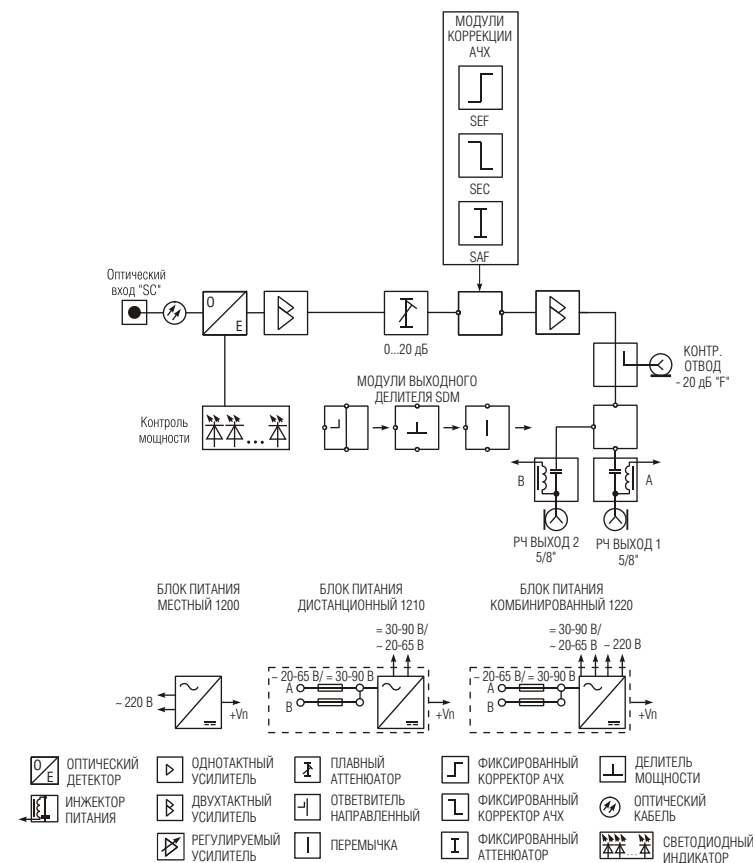 МОДУЛИ
КОРРЕКЦИИ
АЧХ
SEF
SEC
SAF
Оптический
вход "SC"
O
E
0...20 дБ
КОНТР.
ОТВОД
- 20 дБ "F"
МОДУЛИ ВЫХОДНОГО
ДЕЛИТЕЛЯ SDM
Контроль
мощности
B
A
РЧ ВЫХОД 2
5/8"
РЧ ВЫХОД 1
5/8"
БЛОК ПИТАНИЯ
МЕСТНЫЙ 1200
~ 220 В
+Vn
БЛОК ПИТАНИЯ
ДИСТАНЦИОННЫЙ 1210
= 30-90 В/
~ 20-65 В
~ 20-65 В/ = 30-90 В
A
B
+Vn
БЛОК ПИТАНИЯ
КОМБИНИРОВАННЫЙ 1220
= 30-90 В/
~ 20-65 В ~ 220 В
~ 20-65 В/ = 30-90 В
A
B
+Vn
O
E
ОПТИЧЕСКИЙ
ДЕТЕКТОР
ОДНОТАКТНЫЙ
УСИЛИТЕЛЬ
ПЛАВНЫЙ
АТТЕНЮАТОР
ФИКСИРОВАННЫЙ
КОРРЕКТОР АЧХ
ДЕЛИТЕЛЬ
МОЩНОСТИ
ИНЖЕКТОР
ПИТАНИЯ
ДВУХТАКТНЫЙ
УСИЛИТЕЛЬ
ОТВЕТВИТЕЛЬ
НАПРАВЛЕННЫЙ
ФИКСИРОВАННЫЙ
КОРРЕКТОР АЧХ
ОПТИЧЕСКИЙ
КАБЕЛЬ
РЕГУЛИРУЕМЫЙ
УСИЛИТЕЛЬ
ПЕРЕМЫЧКА
ФИКСИРОВАННЫЙ
АТТЕНЮАТОР
СВЕТОДИОДНЫЙ
ИНДИКАТОР